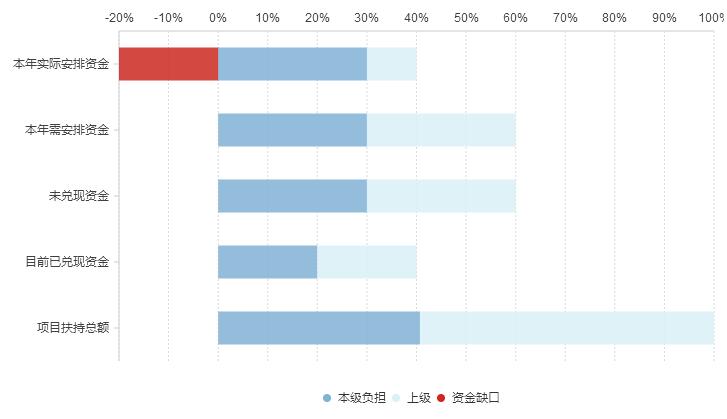 -20% -10% 0% 10% 20% 30% 40% 50% 60% 70% 80% 90% 100%
本年实际安排资金
本年需安排资金
未兑现资金
目前已兑现资金
项目扶持总额
本级负担 上级 资金缺口